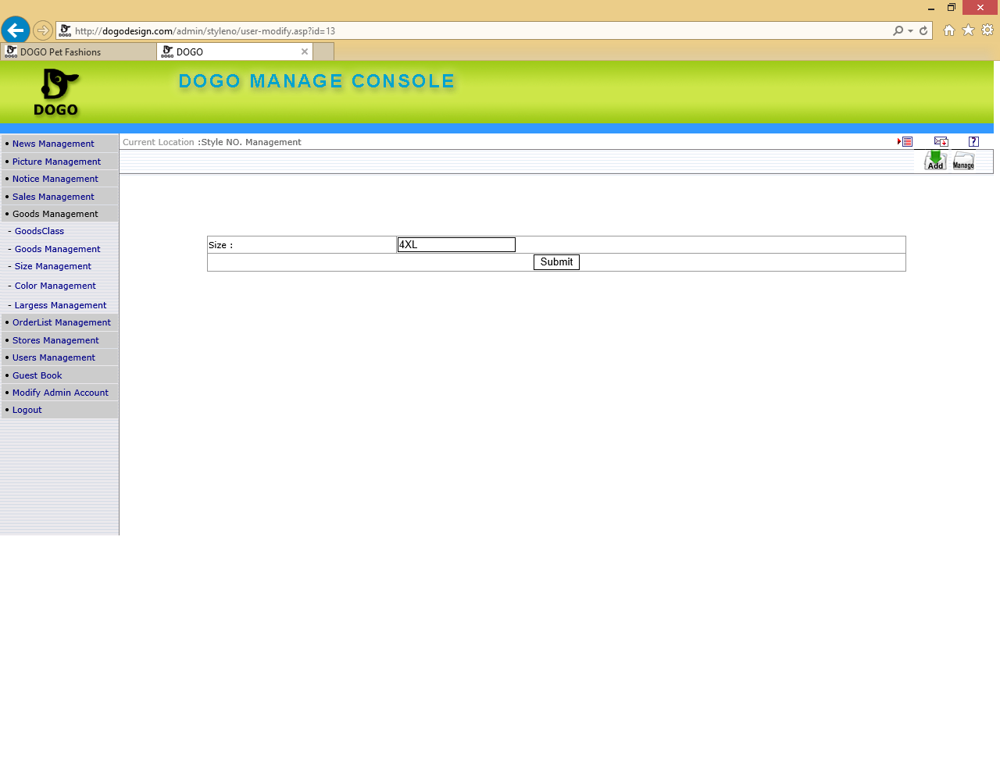 http://dogodesign.com/admin/styleno/user-modify.asp?id=13
DOGO Pet Fashions
DOGO
DOGO MANAGE CONSOLE
DOGO
• News Management
Current Location :Style NO. Management
• Picture Management
Add
Manage
• Notice Management
• Sales Management
• Goods Management
- GoodsClass
- Goods Management
- Size Management
- Color Management
- Largess Management
• OrderList Management
• Stores Management
• Users Management
• Guest Book
• Modify Admin Account
• Logout
Size :
4XL
Submit